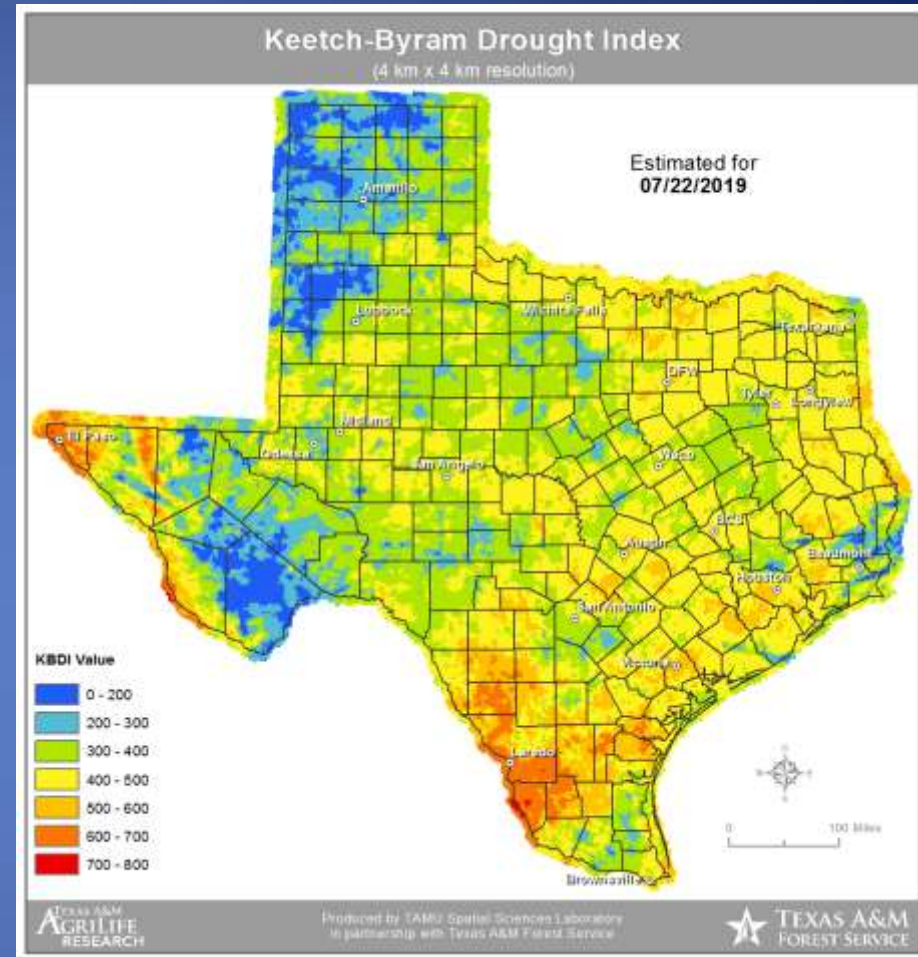 Keetch-Byram Drought Index
(4 km x 4 km resolution)
Estimated for
07/22/2019
Amarillo
Lubbock
Wichita Falls
Texarkana
DFW
Tyler
Longview
El Paso
Midland
Odessa
San Angelo
Waco
BCS
Austin
Beaumont
Houston
San Antonio
Victoria
Laredo
Brownsville
KBDI Value
0 - 200
200 - 300
300 - 400
400 - 500
500 - 600
600 - 700
700 - 800
0 100 Miles
TEXAS A&M
AGRILIFE
RESEARCH
Produced by TAMU Spatial Sciences Laboratory
in partnership with Texas A&M Forest Service
TEXAS A&M
FOREST SERVICE